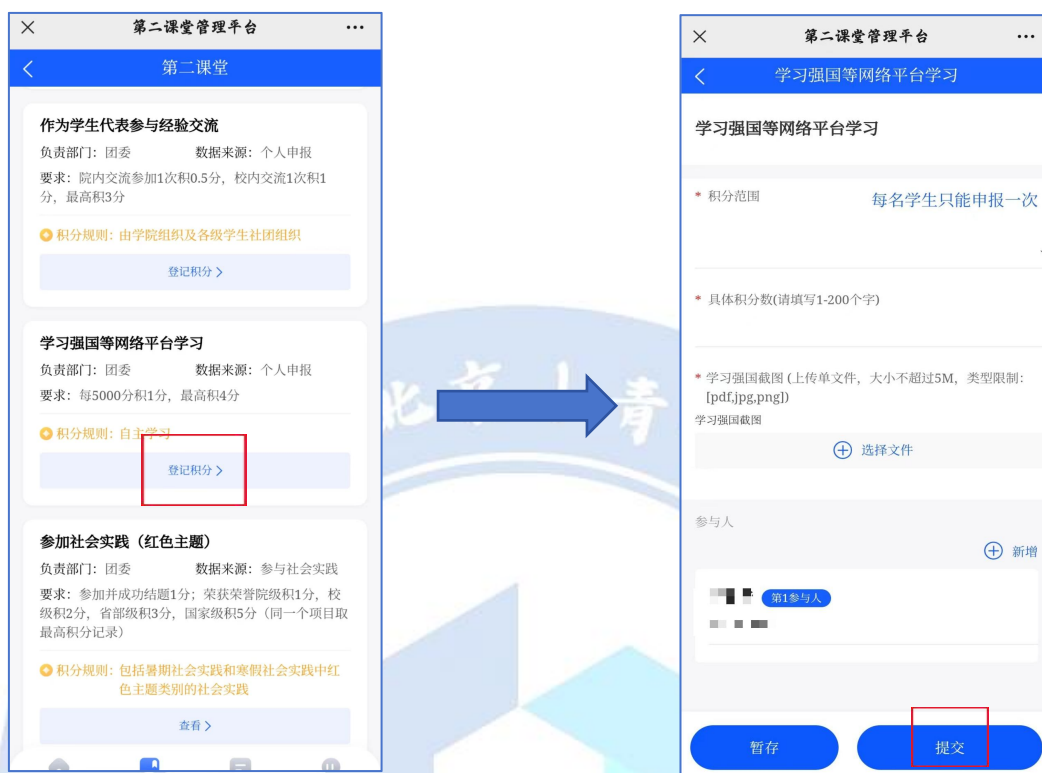 第二课堂管理平台
第二课堂
作为学生代表参与经验交流
负责部门：团委 数据来源：个人申报
要求：院内交流参加1次积0.5分，校内交流1次积1
分，最高积3分
积分规则：由学院组织及各级学生社团组织
登记积分 >
学习强国等网络平台学习
负责部门：团委 数据来源：个人申报
要求：每5000分积1分，最高积4分
积分规则：自主学习
登记积分 >
参加社会实践（红色主题）
负责部门：团委 数据来源：参与社会实践
要求：参加并成功结题1分；荣获荣誉院级积1分，校
级积2分，省部级积3分，国家级积5分（同一个项目取
最高积分记录）
积分规则：包括暑期社会实践和寒假社会实践中红
色主题类别的社会实践
查看 >
北京
青
第二课堂管理平台
学习强国等网络平台学习
学习强国等网络平台学习
* 积分范围 每名学生只能申报一次
* 具体积分数(请填写1-200个字)
* 学习强国截图 (上传单文件，大小不超过5M，类型限制：
[pdf,jpg,png])
学习强国截图
选择文件
参与人
新增
第1参与人
暂存 提交